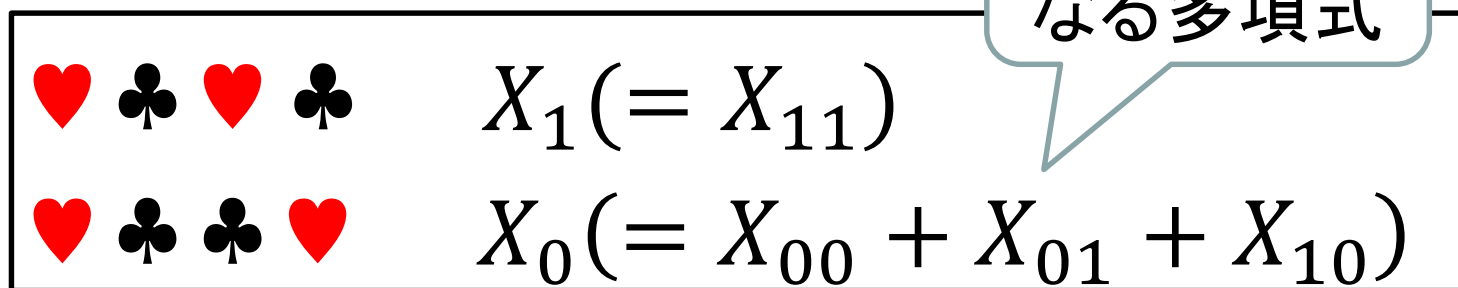 なる多項式
♥♣♥♣ X₁(= X₁₁)
♥♣♣♥ X₀(= X₀₀ + X₀₁ + X₁₀)